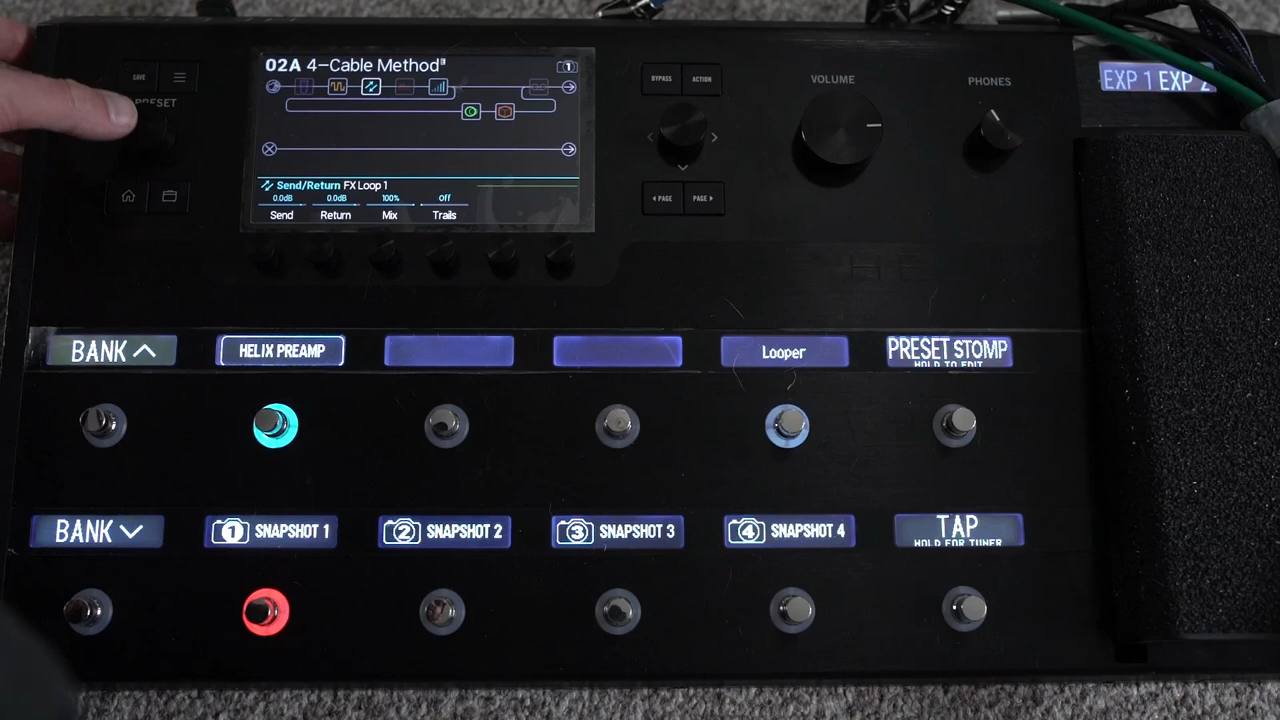 SAVE
PRESET
02A 4-Cable Method
1
Send/Return FX Loop 1
0.0dB 0.0dB 100% Off
Send Return Mix Trails
BYPASS ACTION
PAGE PAGE
VOLUME
PHONES
EXP 1 EXP 2
BANK
HELIX PREAMP
Looper
PRESET STOMP
HOLD TO EDIT
BANK
1 SNAPSHOT 1
2 SNAPSHOT 2
3 SNAPSHOT 3
4 SNAPSHOT 4
TAP
HOLD FOR TUNER